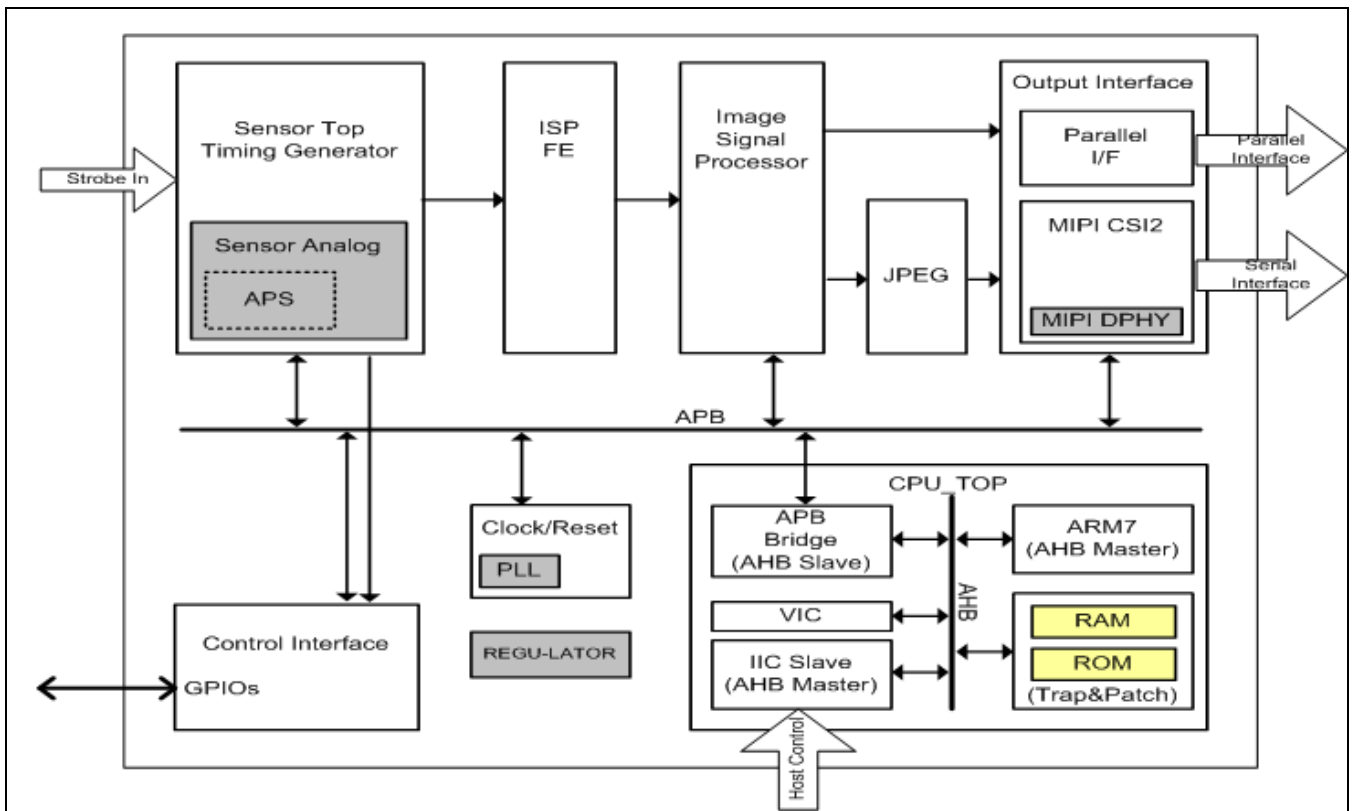 Strobe In
Sensor Top
Timing Generator
Sensor Analog
APS
ISP
FE
Image
Signal
Processor
JPEG
Output Interface
Parallel
I/F
MIPI CSI2
MIPI DPHY
Parallel
Interface
Serial
Interface
APB
Control Interface
GPIOs
Clock/Reset
PLL
REGU-LATOR
CPU_TOP
APB
Bridge
(AHB Slave)
VIC
IIC Slave
(AHB Master)
AHB
ARM7
(AHB Master)
RAM
ROM
(Trap&Patch)
Host Control